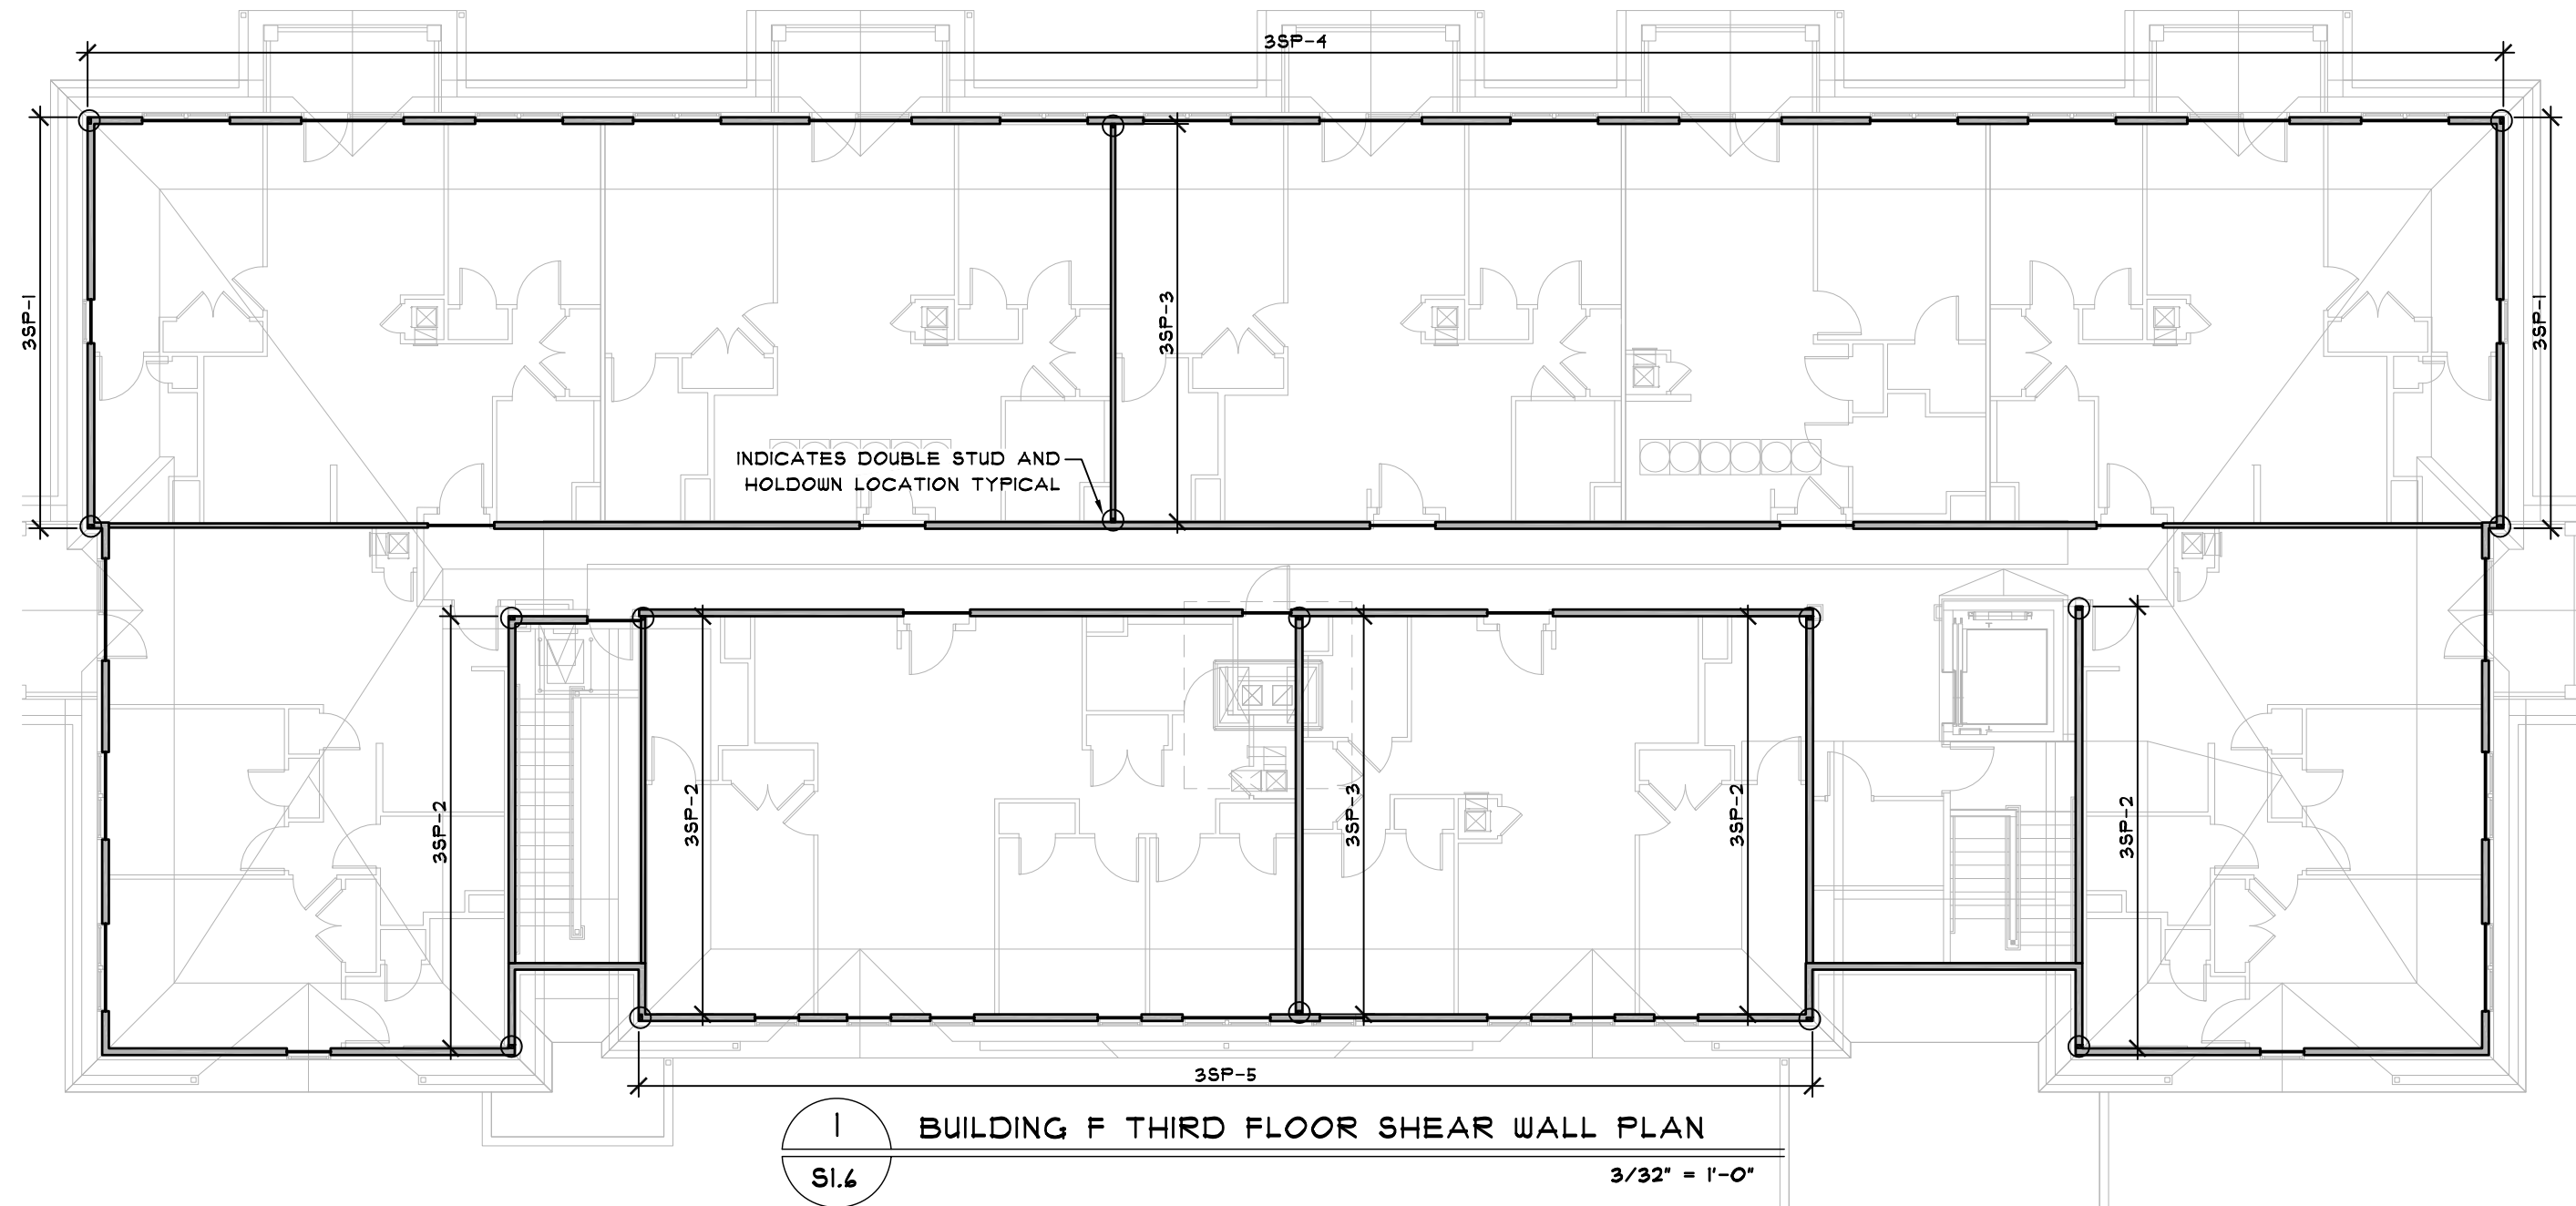 3SP-4
3SP-1
3SP-3
3SP-1
INDICATES DOUBLE STUD AND
HOLDOWN LOCATION TYPICAL
3SP-2
3SP-2
3SP-3
3SP-2
3SP-2
3SP-5
1
BUILDING F THIRD FLOOR SHEAR WALL PLAN
S1.6
3/32" = 1'-0"